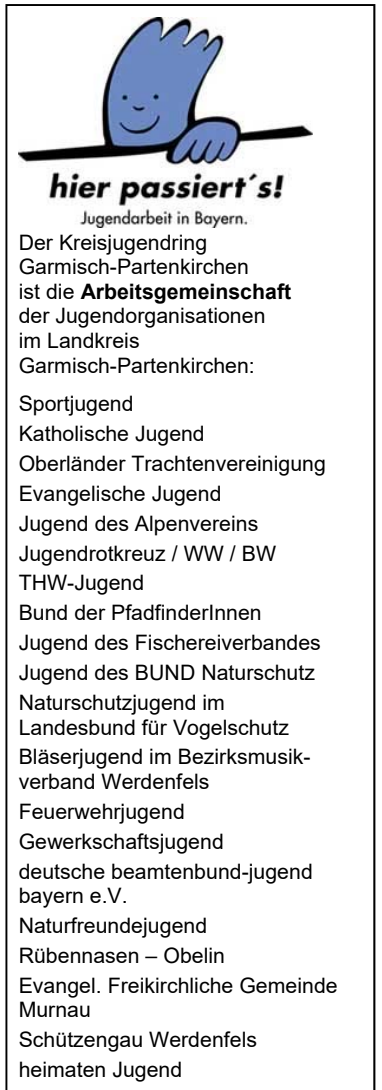 hier passiert´s!
Jugendarbeit in Bayern.
Der Kreisjugendring
Garmisch-Partenkirchen
ist die Arbeitsgemeinschaft
der Jugendorganisationen
im Landkreis
Garmisch-Partenkirchen:
Sportjugend
Katholische Jugend
Oberländer Trachtenvereinigung
Evangelische Jugend
Jugend des Alpenvereins
Jugendrotkreuz / WW / BW
THW-Jugend
Bund der PfadfinderInnen
Jugend des Fischereiverbandes
Jugend des BUND Naturschutz
Naturschutzjugend im
Landesbund für Vogelschutz
Bläserjugend im Bezirksmusik-
verband Werdenfels
Feuerwehrjugend
Gewerkschaftsjugend
deutsche beamtenbund-jugend
bayern e.V.
Naturfreundejugend
Rübennasen – Obelin
Evangel. Freikirchliche Gemeinde
Murnau
Schützengau Werdenfels
heimaten Jugend